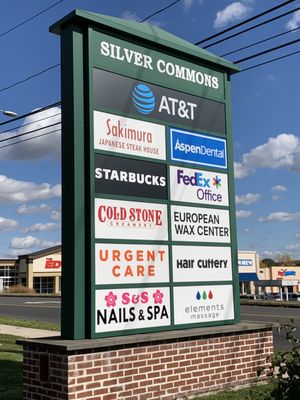 SILVER COMMONS
AT&T
Sakimura
JAPANESE STEAK HOUSE
AspenDental
STARBUCKS
FedEx
Office
COLD STONE
CREAMERY
EUROPEAN
WAX CENTER
URGENT
CARE
Hair Cuttery
S&S
NAILS & SPA
elements
massage